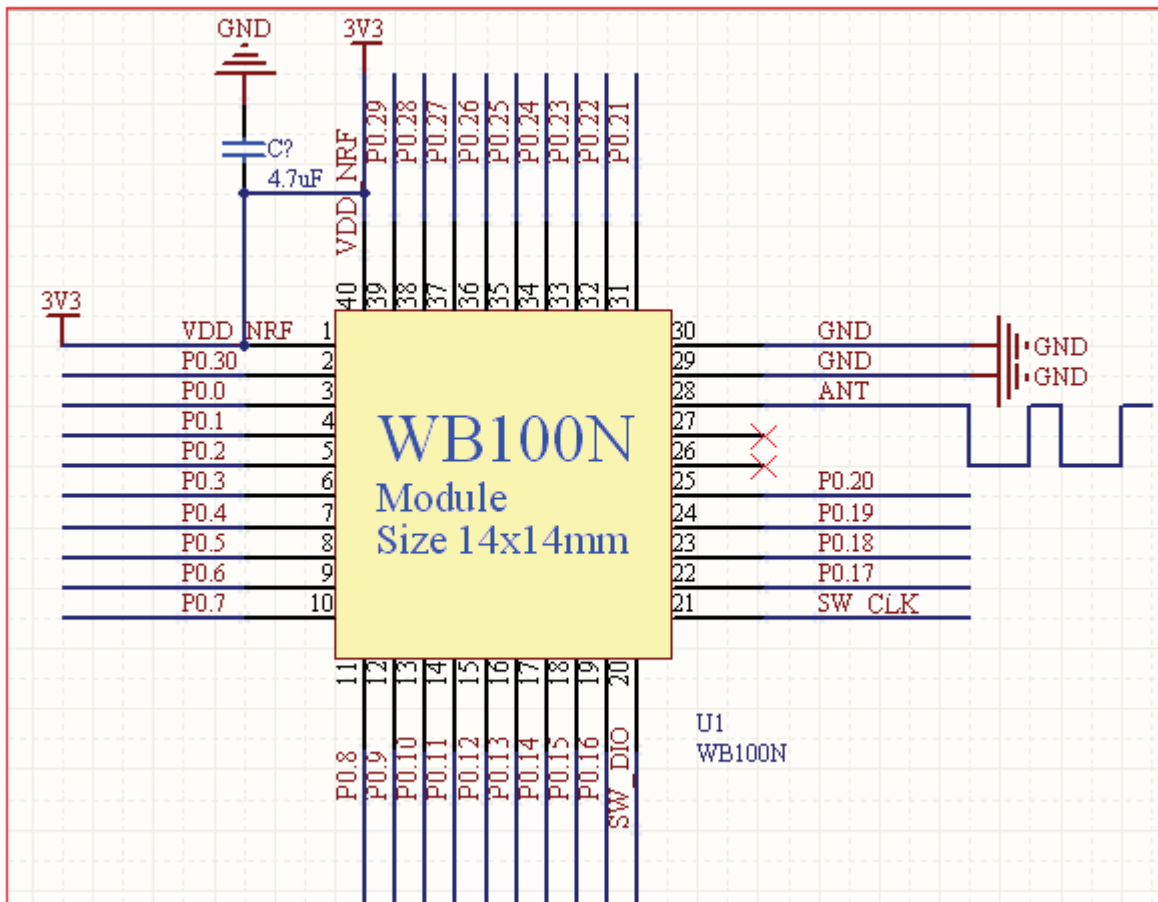 GND
3V3
C?
4.7uF
VDD_NRF
P0.29
P0.28
P0.27
P0.26
P0.25
P0.24
P0.23
P0.22
P0.21
40
39
38
37
36
35
34
33
32
31
3V3
VDD_NRF 1
P0.30 2
P0.0 3
P0.1 4
P0.2 5
P0.3 6
P0.4 7
P0.5 8
P0.6 9
P0.7 10
WB100N
Module
Size 14x14mm
30 GND
GND
29 GND
GND
28 ANT
27
26
25 P0.20
24 P0.19
23 P0.18
22 P0.17
21 SW_CLK
11
12
13
14
15
16
17
18
19
20
P0.8
P0.9
P0.10
P0.11
P0.12
P0.13
P0.14
P0.15
P0.16
SW_DIO
U1
WB100N